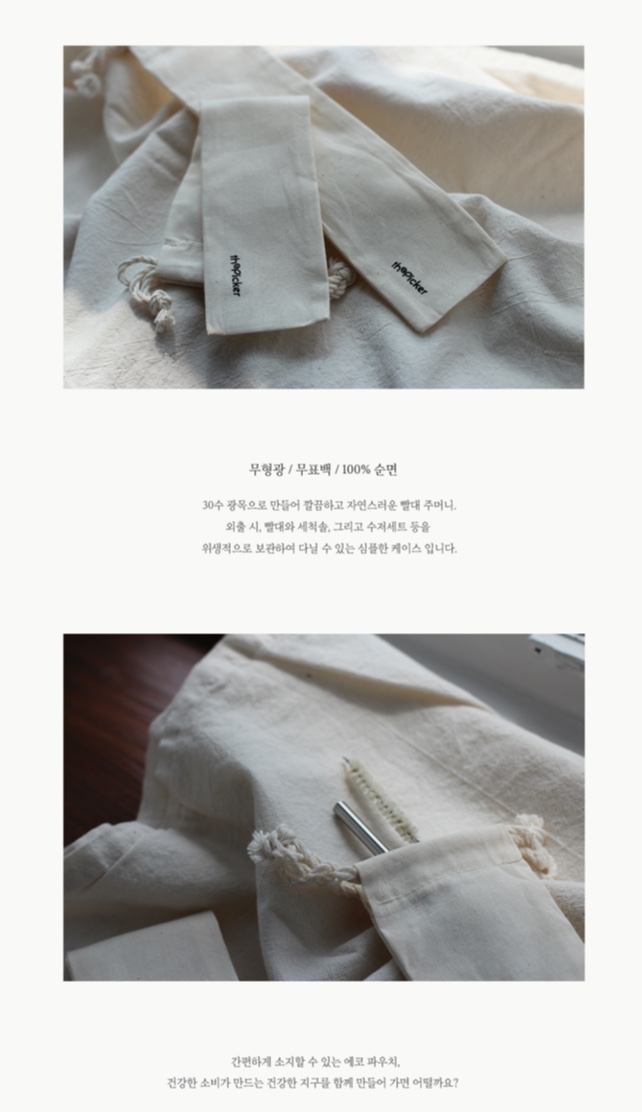 thePicker
thePicker
무형광 / 무표백 / 100% 순면
30수 광목으로 만들어 깔끔하고 자연스러운 빨대 주머니.
외출 시, 빨대와 세척솔, 그리고 수저세트 등을
위생적으로 보관하여 다닐 수 있는 심플한 케이스 입니다.
간편하게 소지할 수 있는 에코 파우치,
건강한 소비가 만드는 건강한 지구를 함께 만들어 가면 어떨까요?